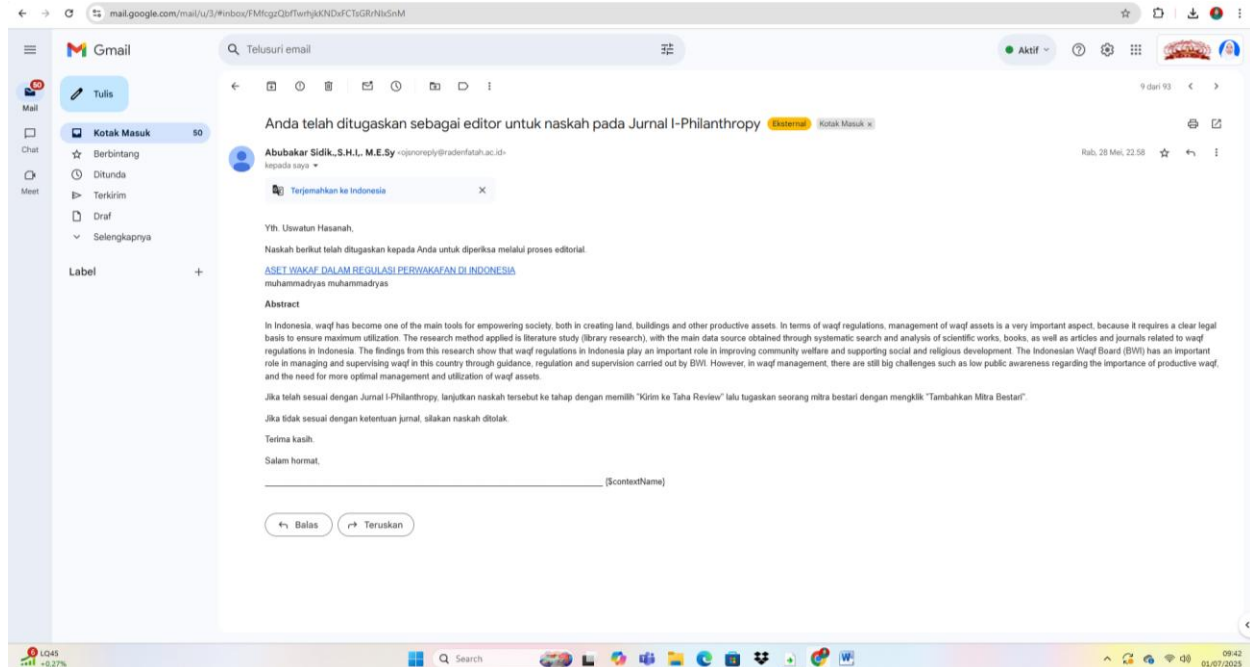 mail.google.com/mail/u/3/#inbox/FMfcgzQbfTwrhjkKNDxFCTsGRrNlxSnM
Gmail
Telusuri email
Aktif
50
Mail
Chat
Meet
Tulis
Kotak Masuk 50
Berbintang
Ditunda
Terkirim
Draf
Selengkapnya
Label
9 dari 93
Anda telah ditugaskan sebagai editor untuk naskah pada Jurnal I-Philanthropy Eksternal Kotak Masuk x
Abubakar Sidik.,S.H.I,. M.E.Sy <ojsnoreply@radenfatah.ac.id> Rab, 28 Mei, 22.58
kepada saya
Terjemahkan ke Indonesia
Yth. Uswatun Hasanah,
Naskah berikut telah ditugaskan kepada Anda untuk diperiksa melalui proses editorial.
ASET WAKAF DALAM REGULASI PERWAKAFAN DI INDONESIA
muhammadryas muhammadryas
Abstract
In Indonesia, waqf has become one of the main tools for empowering society, both in creating land, buildings and other productive assets. In terms of waqf regulations, management of waqf assets is a very important aspect, because it requires a clear legal
basis to ensure maximum utilization. The research method applied is literature study (library research), with the main data source obtained through systematic search and analysis of scientific works, books, as well as articles and journals related to waqf
regulations in Indonesia. The findings from this research show that waqf regulations in Indonesia play an important role in improving community welfare and supporting social and religious development. The Indonesian Waqf Board (BWI) has an important
role in managing and supervising waqf in this country through guidance, regulation and supervision carried out by BWI. However, in waqf management, there are still big challenges such as low public awareness regarding the importance of productive waqf,
and the need for more optimal management and utilization of waqf assets.
Jika telah sesuai dengan Jurnal I-Philanthropy, lanjutkan naskah tersebut ke tahap dengan memilih "Kirim ke Taha Review" lalu tugaskan seorang mitra bestari dengan mengklik "Tambahkan Mitra Bestari".
Jika tidak sesuai dengan ketentuan jurnal, silakan naskah ditolak.
Terima kasih.
Salam hormat,
{$contextName}
Balas
Teruskan
6
LQ45
+0.27%
Search
09:42
01/07/2025